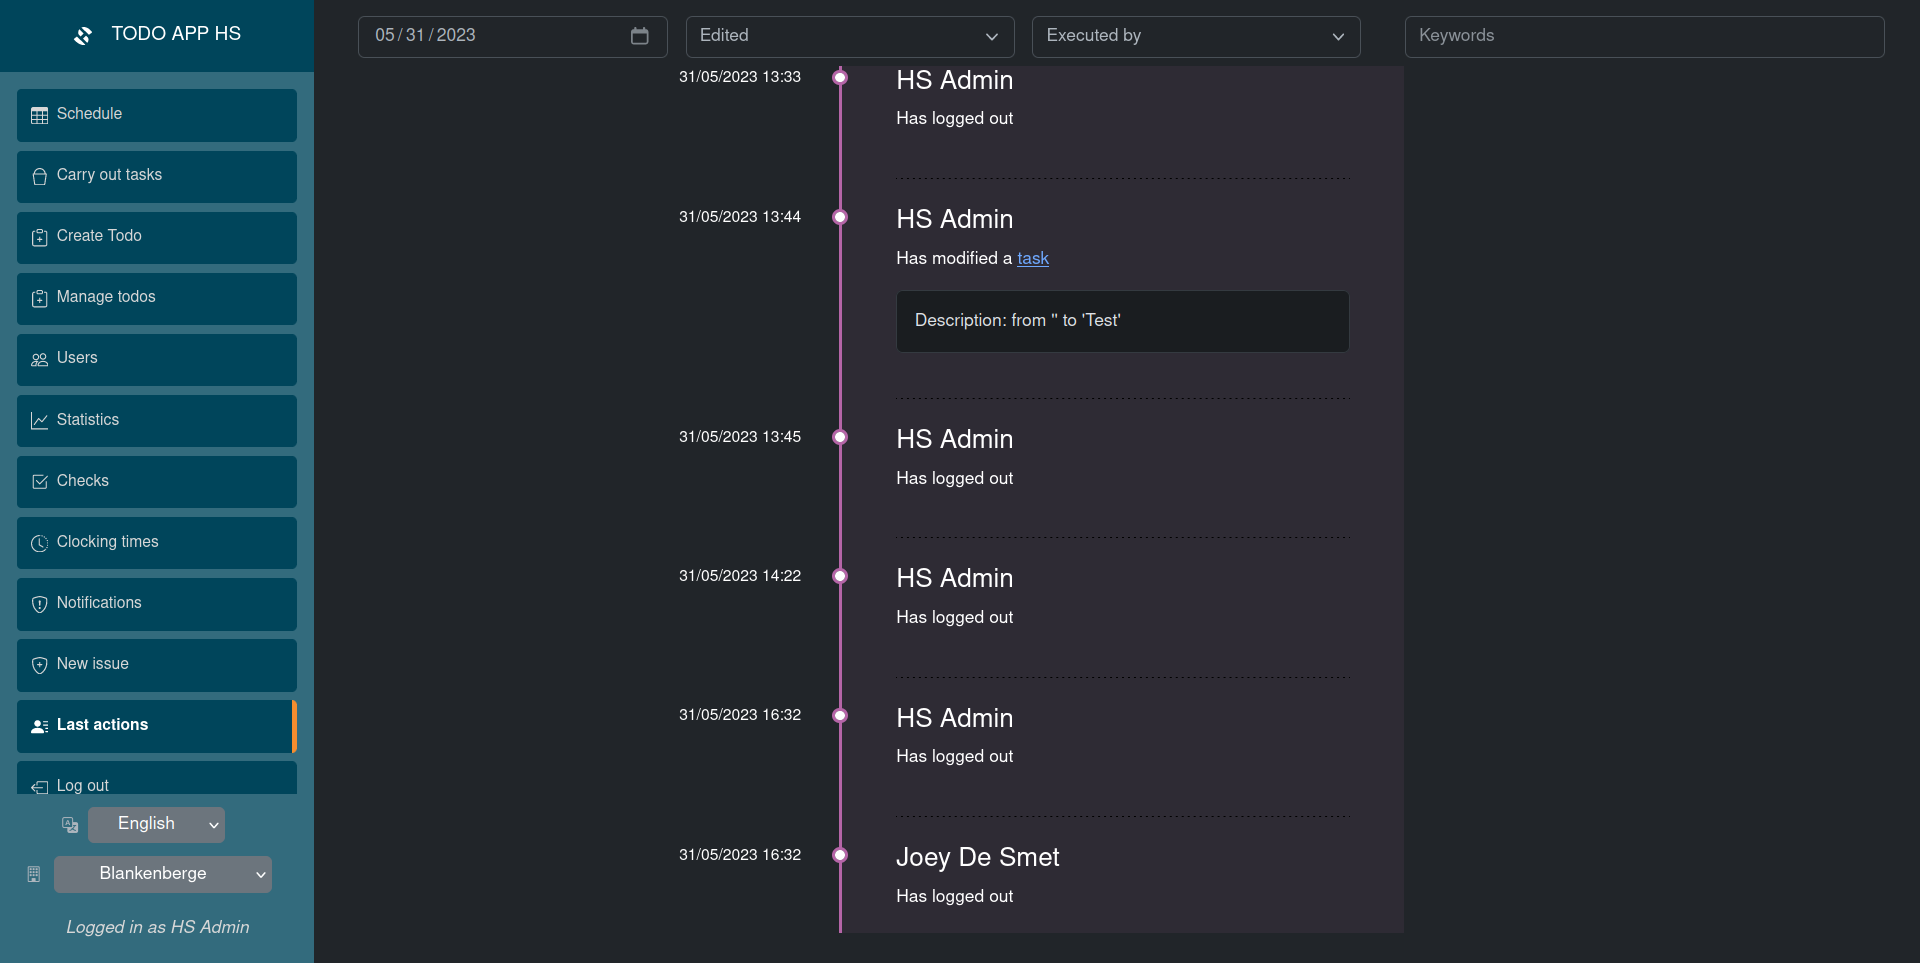 TODO APP HS
Schedule
Carry out tasks
Create Todo
Manage todos
Users
Statistics
Checks
Clocking times
Notifications
New issue
Last actions
Log out
English
Blankenberge
Logged in as HS Admin
05/31/2023
Edited
Executed by
Keywords
31/05/2023 13:33
HS Admin
Has logged out
31/05/2023 13:44
HS Admin
Has modified a task
Description: from '' to 'Test'
31/05/2023 13:45
HS Admin
Has logged out
31/05/2023 14:22
HS Admin
Has logged out
31/05/2023 16:32
HS Admin
Has logged out
31/05/2023 16:32
Joey De Smet
Has logged out